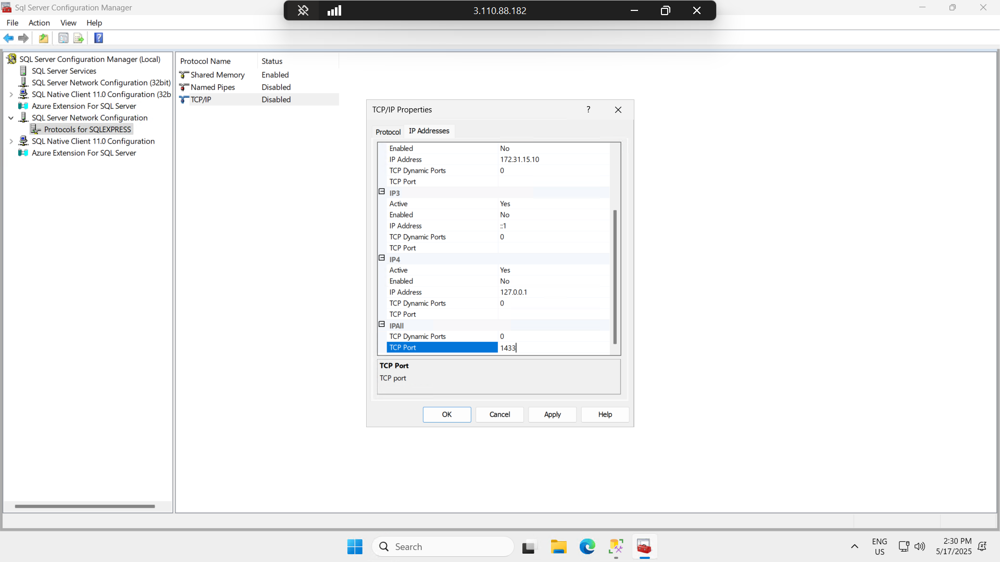 Sql Server Configuration Manager
3.110.88.182
File Action View Help
SQL Server Configuration Manager (Local)
SQL Server Services
SQL Server Network Configuration (32bit)
SQL Native Client 11.0 Configuration (32b
Azure Extension For SQL Server
SQL Server Network Configuration
Protocols for SQLEXPRESS
SQL Native Client 11.0 Configuration
Azure Extension For SQL Server
Protocol Name Status
Shared Memory Enabled
Named Pipes Disabled
TCP/IP Disabled
TCP/IP Properties ?
Protocol IP Addresses
Enabled No
IP Address 172.31.15.10
TCP Dynamic Ports 0
TCP Port
IP3
Active Yes
Enabled No
IP Address ::1
TCP Dynamic Ports 0
TCP Port
IP4
Active Yes
Enabled No
IP Address 127.0.0.1
TCP Dynamic Ports 0
TCP Port
IPAll
TCP Dynamic Ports 0
TCP Port 1433
TCP Port
TCP port
OK Cancel Apply Help
Search
ENG
US
2:30 PM
5/17/2025